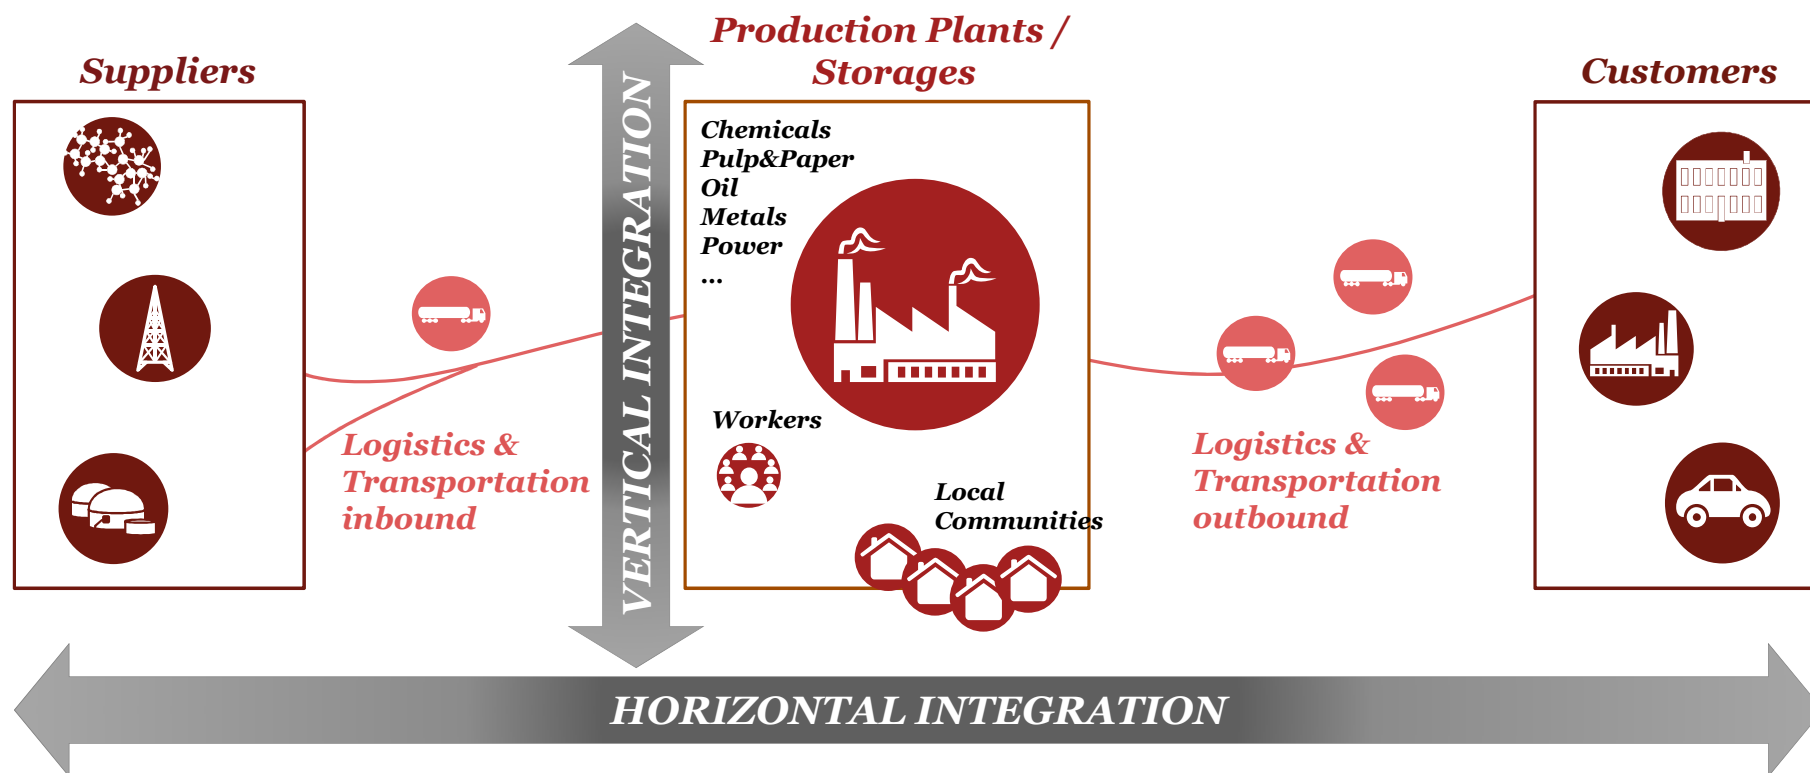 Suppliers
Logistics &
Transportation
inbound
VERTICAL INTEGRATION
Production Plants /
Storages
Chemicals
Pulp&Paper
Oil
Metals
Power
...
Workers
Local
Communities
Logistics &
Transportation
outbound
Customers
HORIZONTAL INTEGRATION